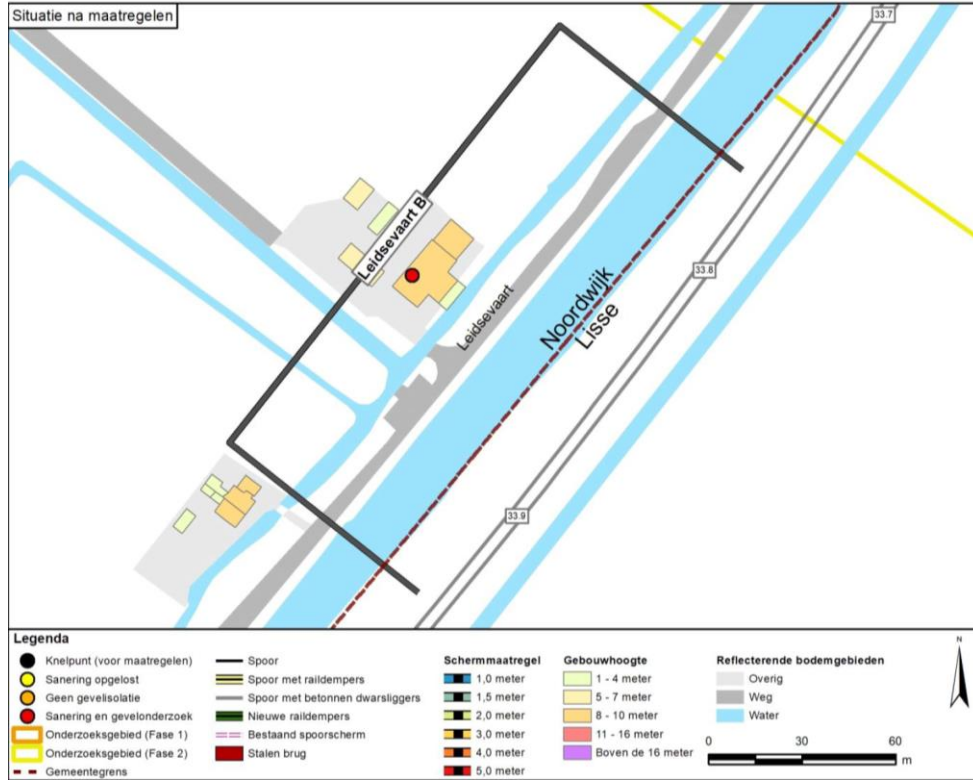 Situatie na maatregelen
33.7
Leidsevaart B
33.8
Noordwijk
Lisse
Leidsevaart
33.9
Legenda
Knelpunt (voor maatregelen)
Sanering opgelost
Geen gevelisolatie
Sanering en gevelonderzoek
Onderzoeksgebied (Fase 1)
Onderzoeksgebied (Fase 2)
Gemeentegrens
Spoor
Spoor met raildempers
Spoor met betonnen dwarsliggers
Nieuwe raildempers
Bestaand spoorscherm
Stalen brug
Schermmaatregel
1,0 meter
1,5 meter
2,0 meter
3,0 meter
4,0 meter
5,0 meter
Gebouwhoogte
1 - 4 meter
5 - 7 meter
8 - 10 meter
11 - 16 meter
Boven de 16 meter
Reflecterende bodemgebieden
Overig
Weg
Water
N
0 30 60
m